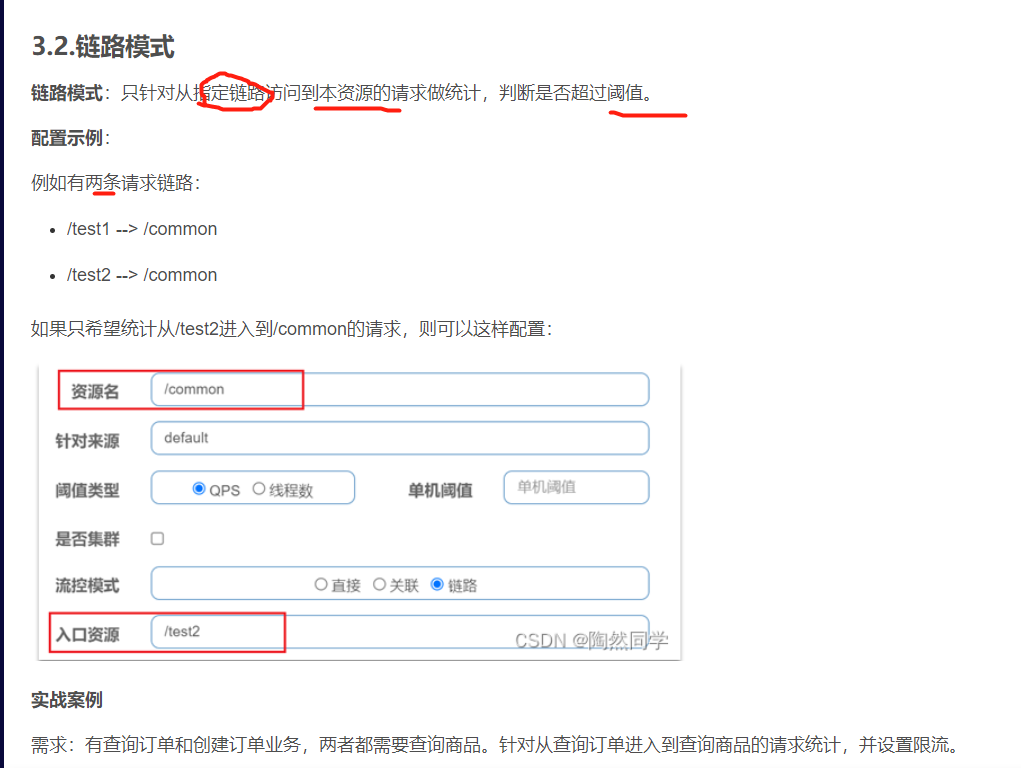 3.2.链路模式
链路模式：只针对从指定链路访问到本资源的请求做统计，判断是否超过阈值。
配置示例：
例如有两条请求链路：
• /test1 --> /common
• /test2 --> /common
如果只希望统计从/test2进入到/common的请求，则可以这样配置：
资源名 /common
针对来源 default
阈值类型 QPS 线程数 单机阈值 单机阈值
是否集群
流控模式 直接 关联 链路
入口资源 /test2
CSDN @陶然同学
实战案例
需求：有查询订单和创建订单业务，两者都需要查询商品。针对从查询订单进入到查询商品的请求统计，并设置限流。